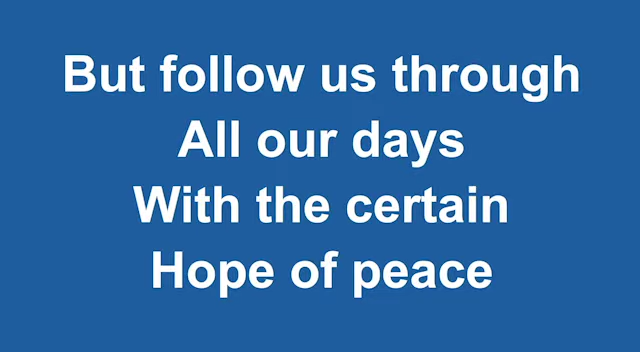 But follow us through
All our days
With the certain
Hope of peace